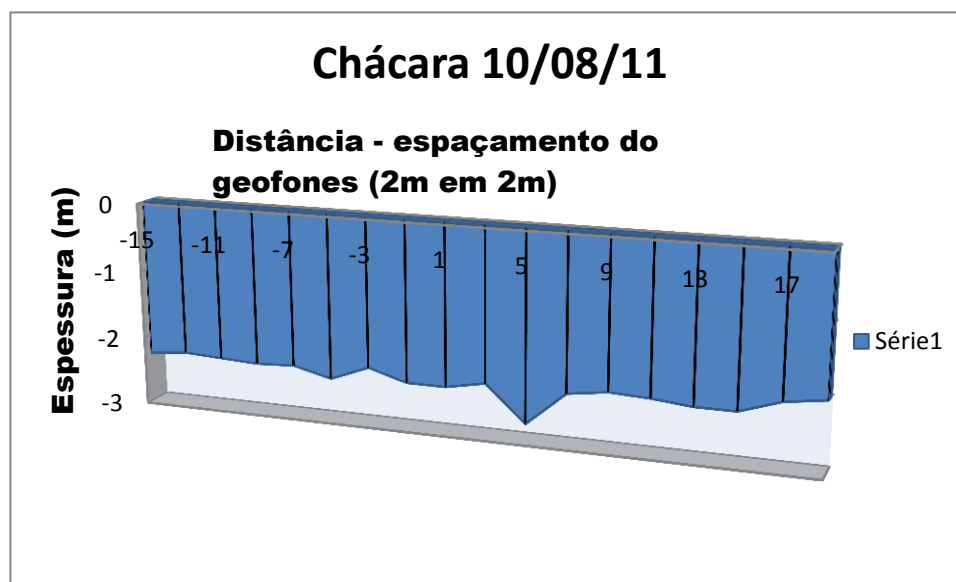 Chácara 10/08/11
Distância - espaçamento do
geofones (2m em 2m)
Espessura (m)
0
-1
-2
-3
-15
-11
-7
-3
1
5
9
13
17
Série1